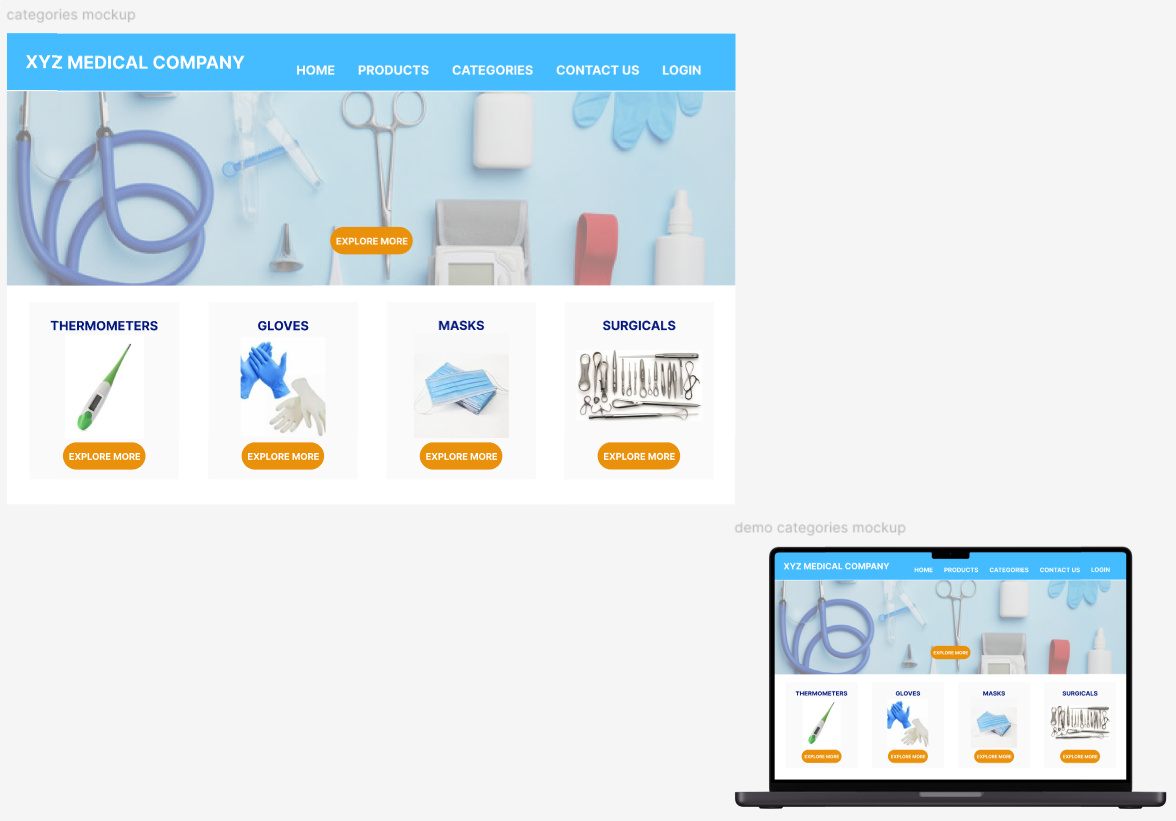 categories mockup
XYZ MEDICAL COMPANY
HOME PRODUCTS CATEGORIES CONTACT US LOGIN
EXPLORE MORE
THERMOMETERS GLOVES MASKS SURGICALS
EXPLORE MORE EXPLORE MORE EXPLORE MORE EXPLORE MORE
demo categories mockup
XYZ MEDICAL COMPANY
HOME PRODUCTS CATEGORIES CONTACT US LOGIN
EXPLORE MORE
THERMOMETERS GLOVES MASKS SURGICALS
EXPLORE MORE EXPLORE MORE EXPLORE MORE EXPLORE MORE